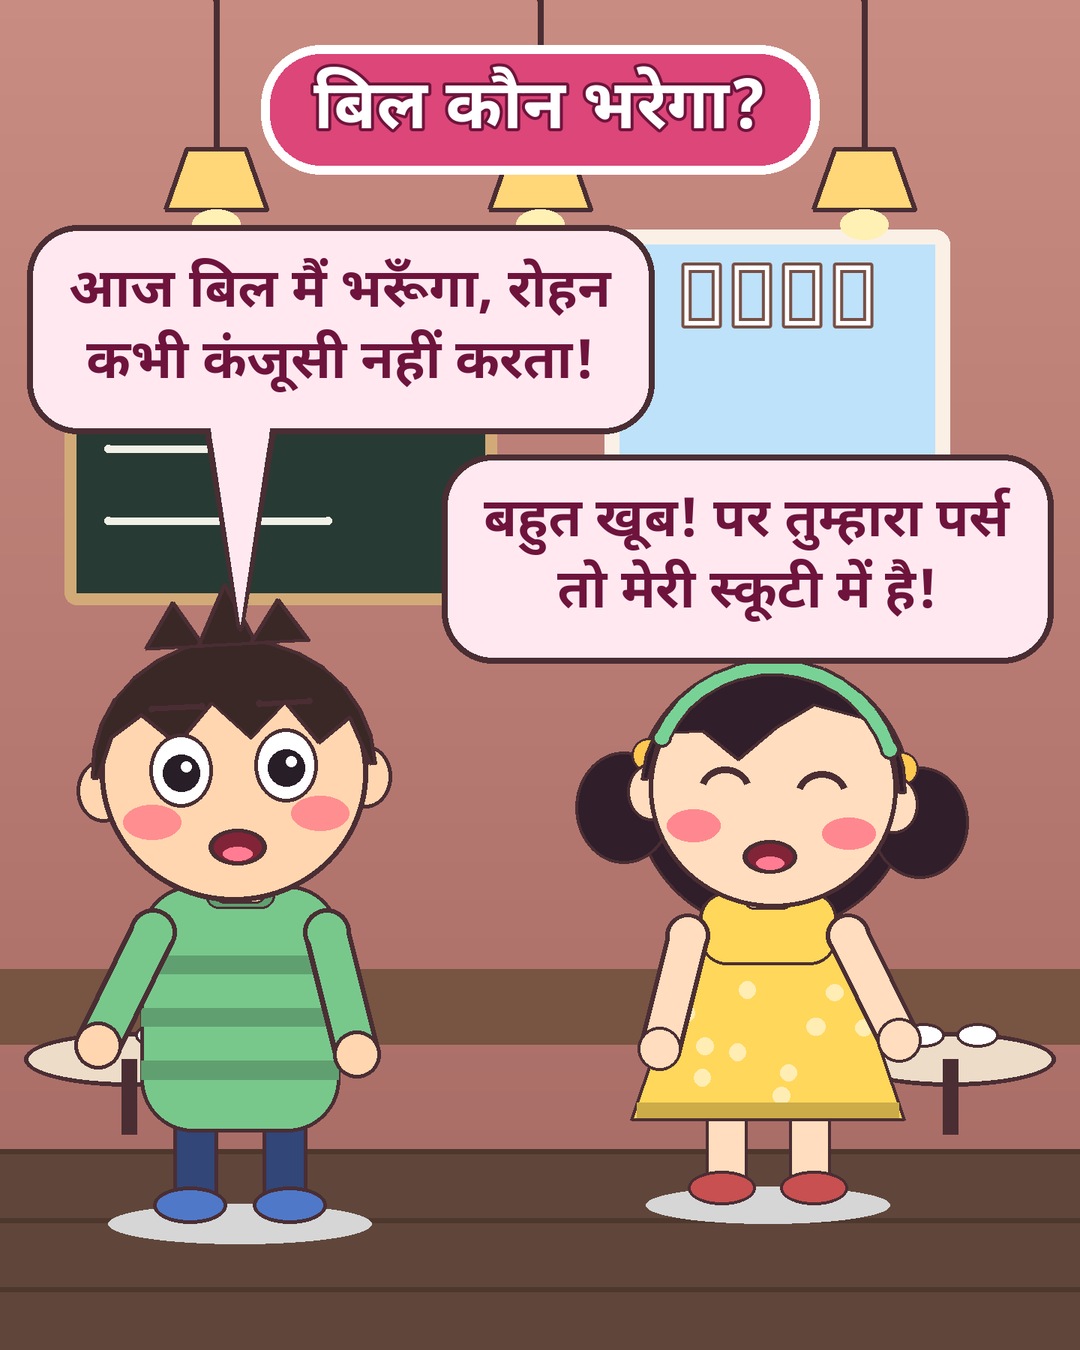 बिल कौन भरेगा?
आज बिल मैं भरूँगा, रोहन
कभी कंजूसी नहीं करता!
बहुत खूब! पर तुम्हारा पर्स
तो मेरी स्कूटी में है!